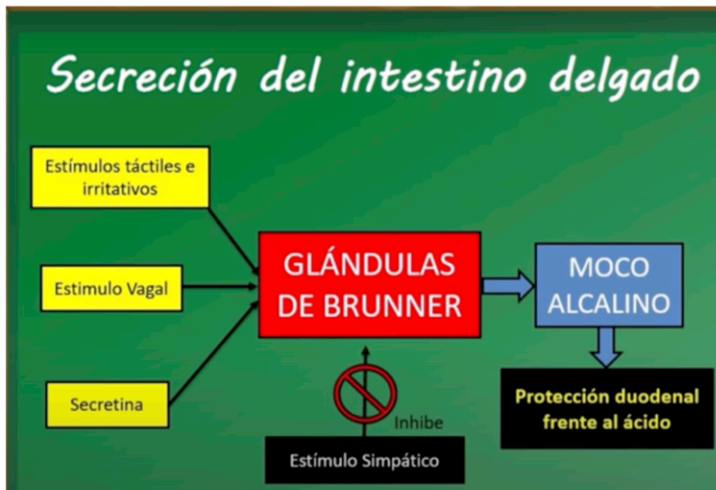 Secreción del intestino delgado
Estímulos táctiles e
irritativos
Estimulo Vagal
Secretina
GLÁNDULAS
DE BRUNNER
MOCO
ALCALINO
Protección duodenal
frente al ácido
Inhibe
Estímulo Simpático